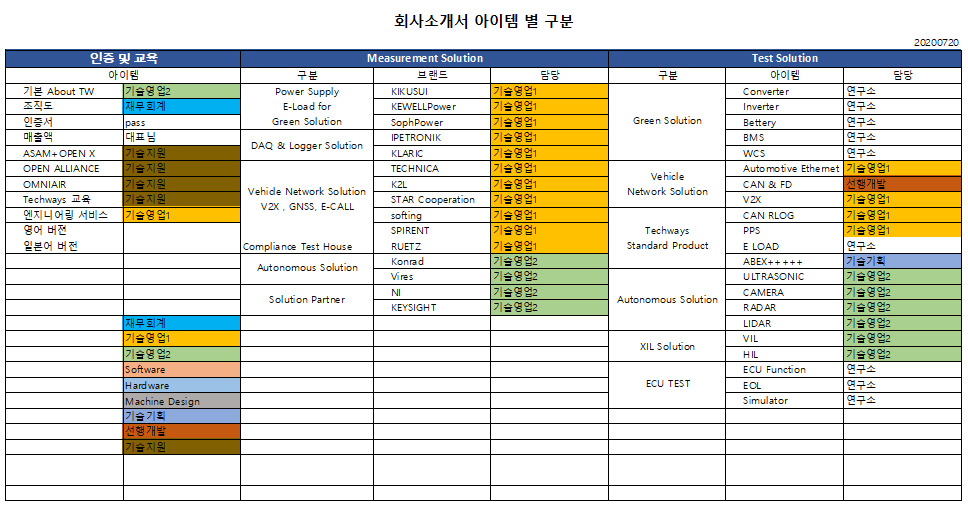 회사소개서 아이템 별 구분
20200720
인증 및 교육 Measurement Solution Test Solution
아이템 구분 브랜드 담당 구분 아이템 담당
기본 About TW 기술영업2 Power Supply KIKUSUI 기술영업1 Converter 연구소
조직도 재무회계 E-Load for KEWELLPower 기술영업1 Inverter 연구소
인증서 pass Green Solution SophPower 기술영업1 Green Solution Bettery 연구소
매출액 대표님 IPETRONIK 기술영업1 BMS 연구소
DAQ & Logger Solution
ASAM+OPEN X 기술지원 KLARIC 기술영업1 WCS 연구소
OPEN ALLIANCE 기술지원 TECHNICA 기술영업1 Vehicle Automotive Ethernet 기술영업1
OMNIAIR 기술지원 Vehide Network Solution K2L 기술영업1 Network Solution CAN & FD 선행개발
Techways 교육 기술지원 V2X , GNSS, E-CALL STAR Cooperation 기술영업1 V2X 기술영업1
엔지니어링 서비스 기술영업1 softing 기술영업1 CAN RLOG 기술영업1
영어 버젼 SPIRENT 기술영업1 Techways PPS 기술영업1
일본어 버전 Compliance Test House RUETZ 기술영업1 Standard Product E LOAD 연구소
Autonomous Solution Konrad 기술영업2 ABEX+++++ 기술기획
Vires 기술영업2 ULTRASONIC 기술영업2
Solution Partner NI 기술영업2 Autonomous Solution CAMERA 기술영업2
KEYSIGHT 기술영업2 RADAR 기술영업2
재무회계 LIDAR 기술영업2
기술영업1 XIL Solution VIL 기술영업2
기술영업2 HIL 기술영업2
Software ECU TEST ECU Function 연구소
Hardware EOL 연구소
Machine Design Simulator 연구소
기술기획
선행개발
기술지원